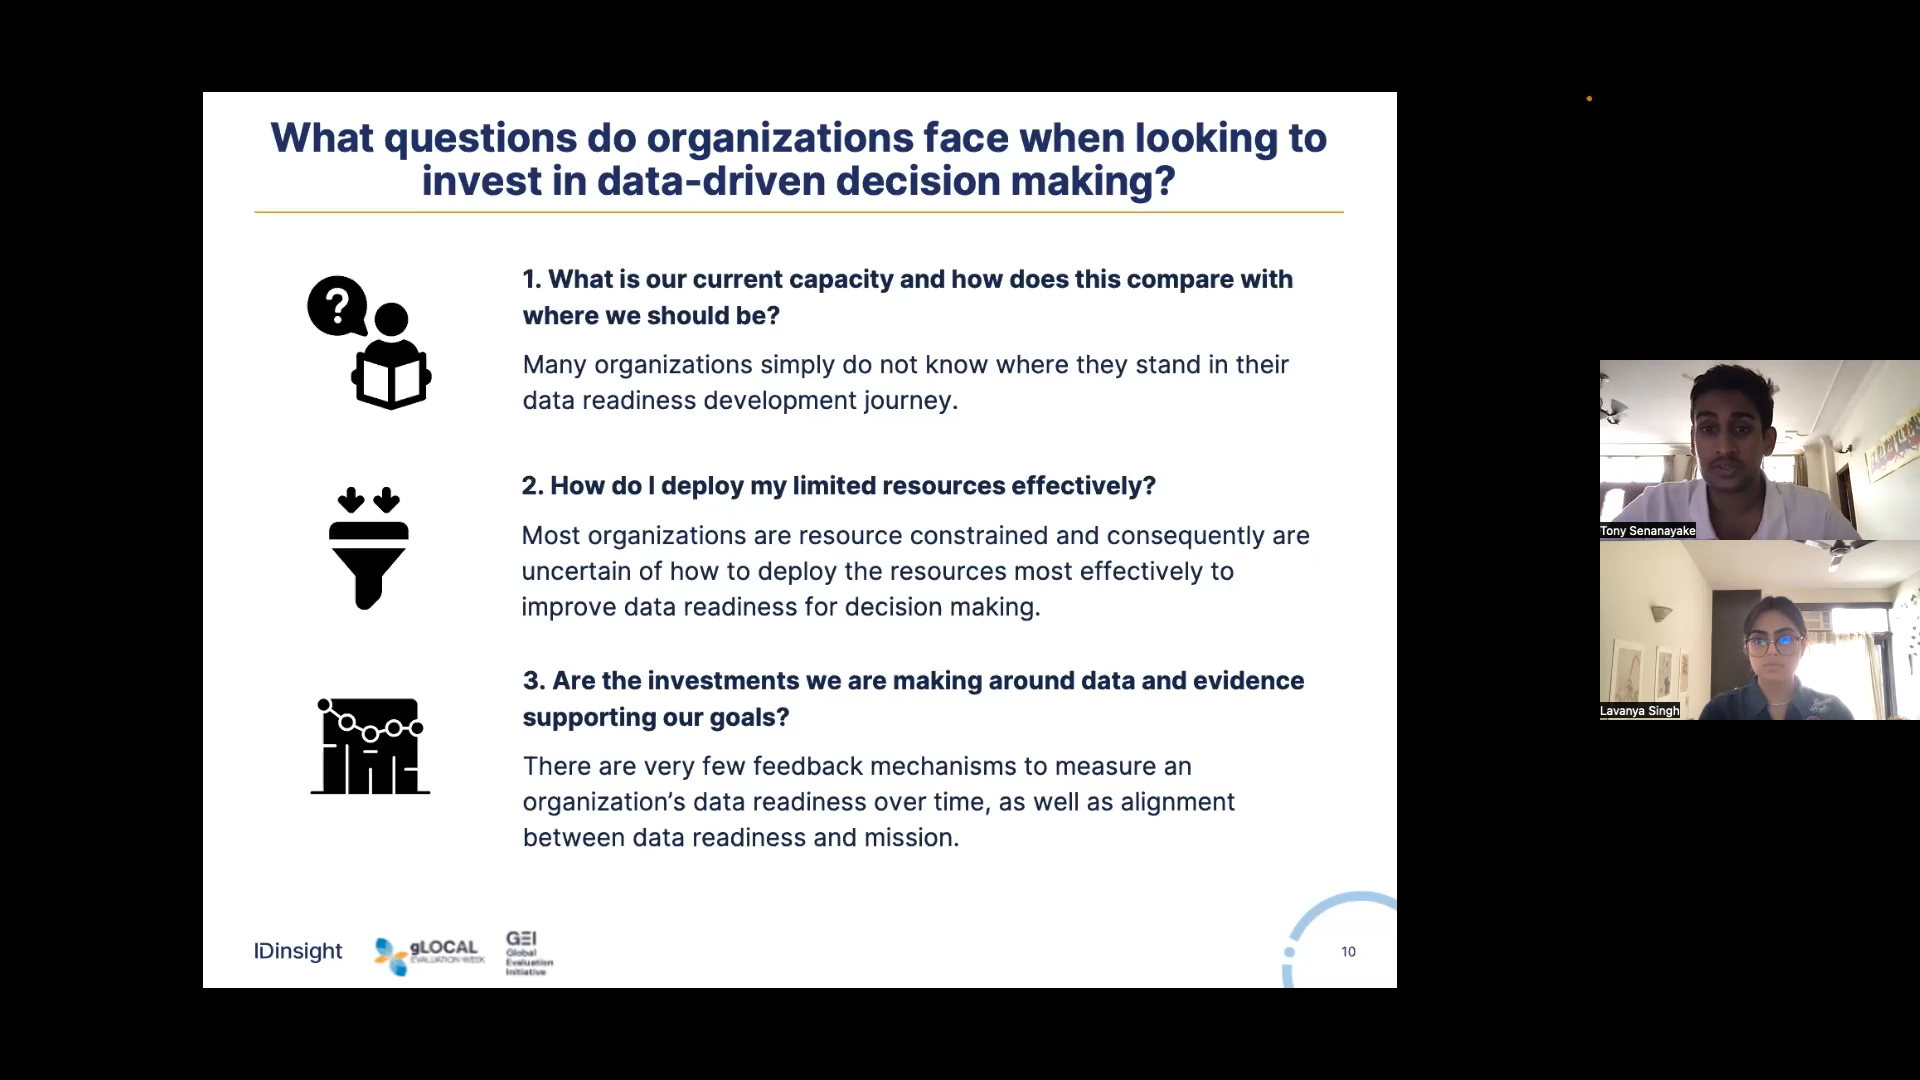 What questions do organizations face when looking to
invest in data-driven decision making?
?
1. What is our current capacity and how does this compare with
where we should be?
Many organizations simply do not know where they stand in their
data readiness development journey.
2. How do I deploy my limited resources effectively?
Most organizations are resource constrained and consequently are
uncertain of how to deploy the resources most effectively to
improve data readiness for decision making.
3. Are the investments we are making around data and evidence
supporting our goals?
There are very few feedback mechanisms to measure an
organization’s data readiness over time, as well as alignment
between data readiness and mission.
IDinsight
gLOCAL
EVALUATION WEEK
GEI
Global
Evaluation
Initiative
10
Tony Senanayake
Lavanya Singh